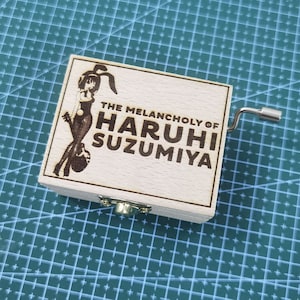 THE MELANCHOLY OF
HARUHI
SUZUMIYA